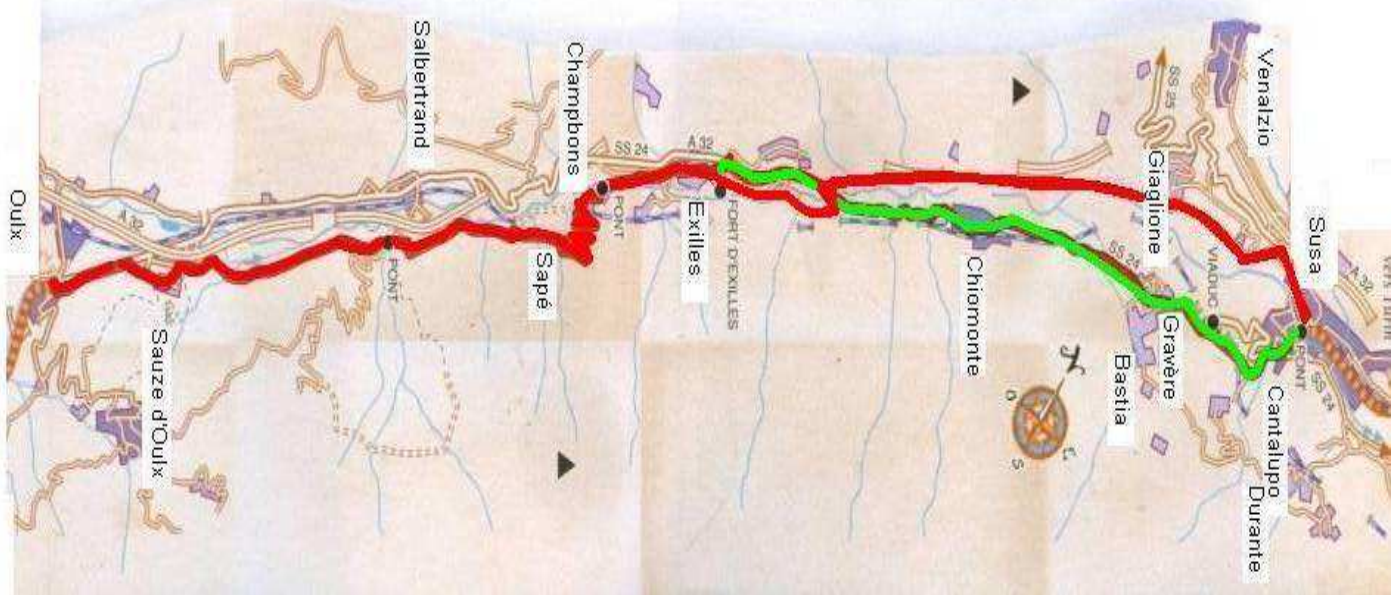 A 32
Susa
PONT
SS 24
Venalzio
Cantalupo
Durante
VIADUC
SS 25
Giaglione
Gravère
Bastia
SS 24
N
E
O
S
Chiomonte
FORT D'EXILLES
A 32
Exilles
SS 24
PONT
Champbons
Sapé
Salbertrand
PONT
A 32
Sauze d'Oulx
Oulx